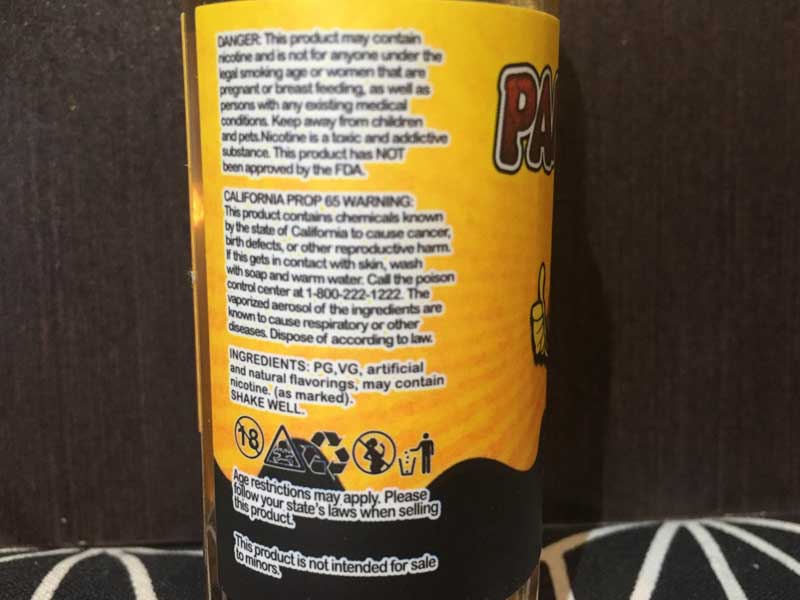 DANGER: This product may contain
nicotine and is not for anyone under the
legal smoking age or women that are
pregnant or breast feeding, as well as
persons with any existing medical
conditions. Keep away from children
and pets.Nicotine is a toxic and addictive
substance. This product has NOT
been approved by the FDA.
CALIFORNIA PROP 65 WARNING:
This product contains chemicals known
by the state of California to cause cancer,
birth defects, or other reproductive harm.
If this gets in contact with skin, wash
with soap and warm water. Call the poison
control center at 1-800-222-1222. The
vaporized aerosol of the ingredients are
known to cause respiratory or other
diseases. Dispose of according to law.
INGREDIENTS: PG,VG, artificial
and natural flavorings, may contain
nicotine. (as marked).
SHAKE WELL.
18
Age restrictions may apply. Please
follow your state's laws when selling
this product.
This product is not intended for sale
to minors.
PA